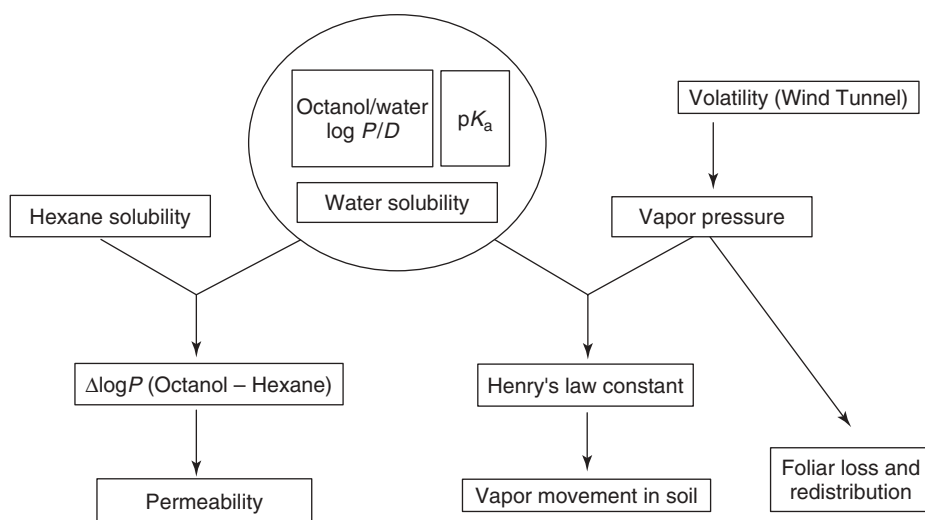 Octanol/water
log P/D
pKa
Volatility (Wind Tunnel)
Water solubility
Hexane solubility
Vapor pressure
ΔlogP (Octanol – Hexane)
Henry's law constant
Permeability
Vapor movement in soil
Foliar loss and
redistribution